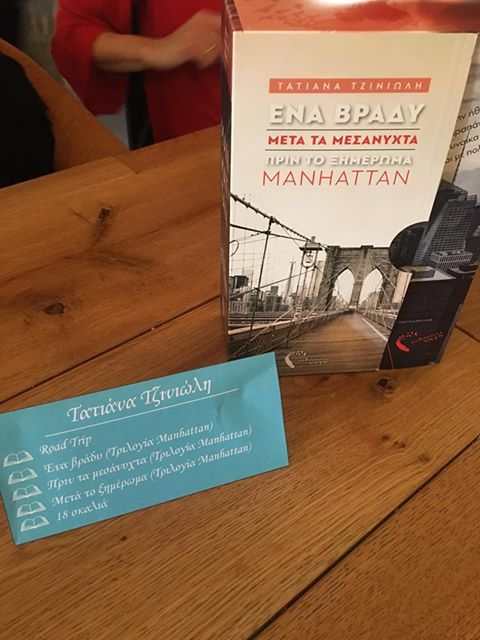 ΤΑΤΙΑΝΑ ΤΖΙΝΙΩΛΗ
ΕΝΑ ΒΡΑΔΥ
ΜΕΤΑ ΤΑ ΜΕΣΑΝΥΧΤΑ
ΠΡΙΝ ΤΟ ΞΗΜΕΡΩΜΑ
MANHATTAN
Τατιάνα Τζινιώλη
Road Trip
Ένα βράδυ (Τριλογία Manhattan)
Πριν τα μεσάνυχτα (Τριλογία Manhattan)
Μετά το ξημέρωμα (Τριλογία Manhattan)
18 σκαλιά